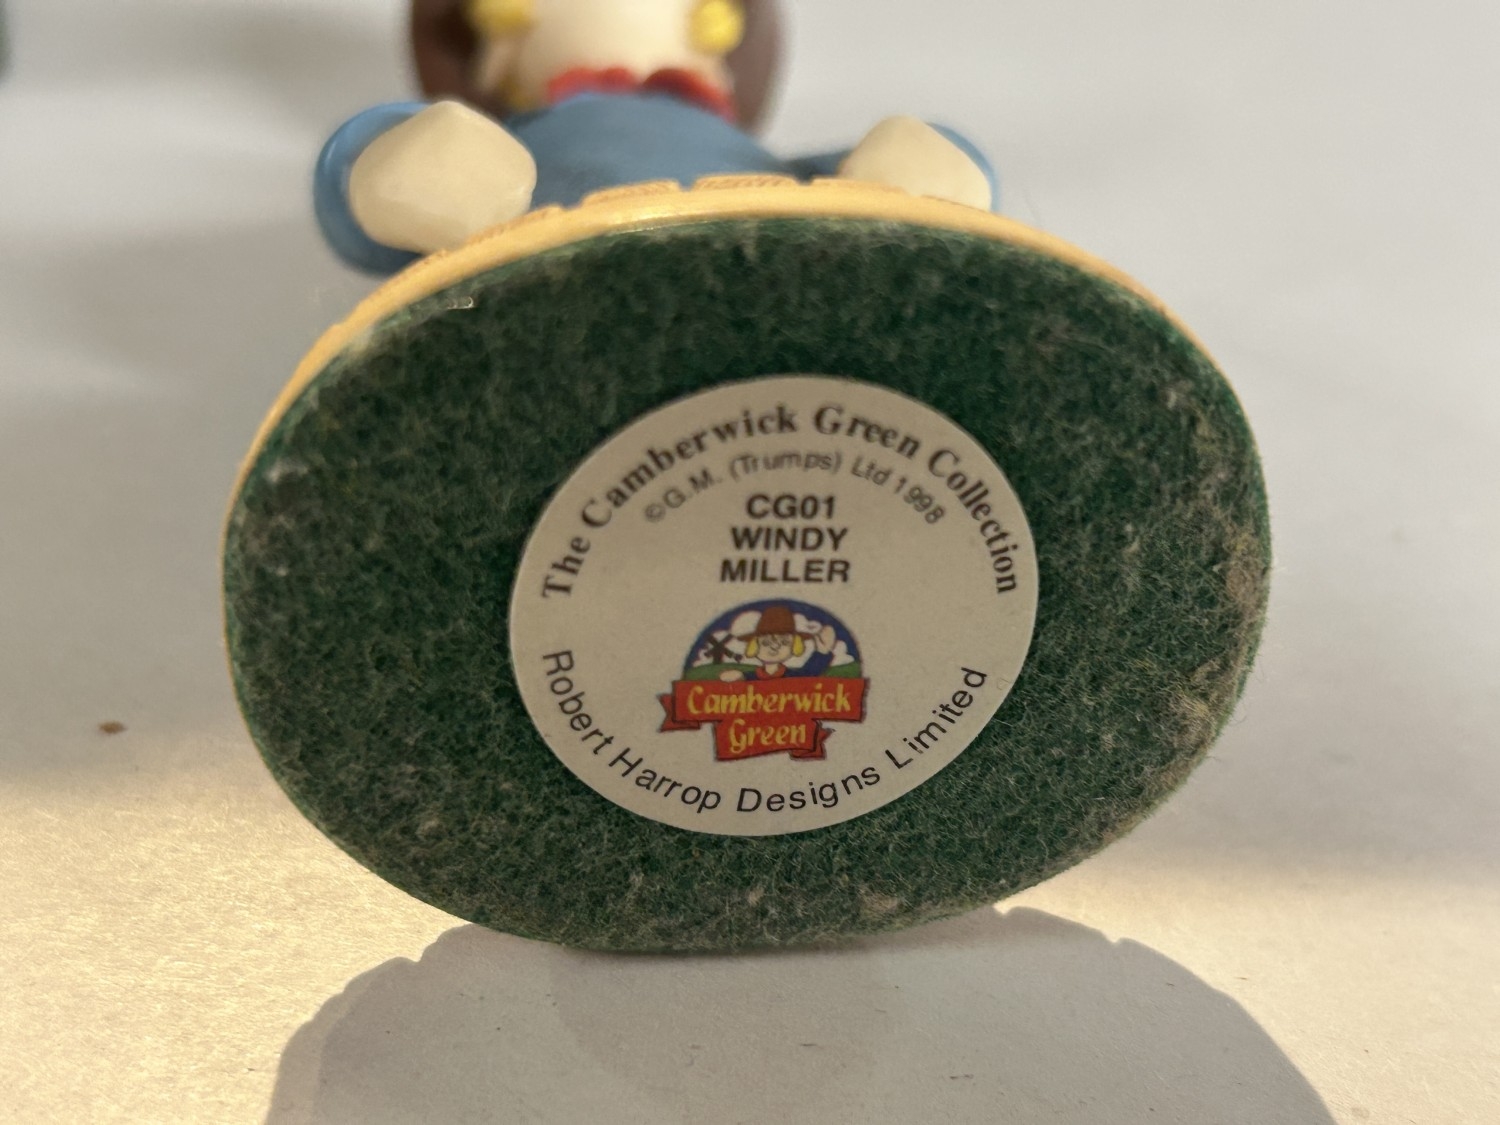 The Camberwick Green Collection
©G.M. (Trumps) Ltd 1998
CG01
WINDY
MILLER
Camberwick
Green
Robert Harrop Designs Limited